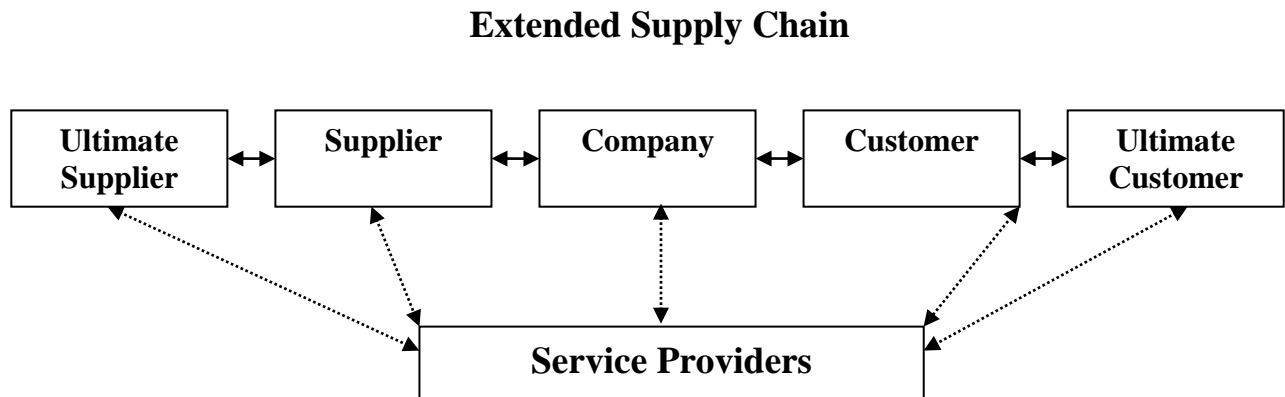 Extended Supply Chain
Ultimate
Supplier
Supplier
Company
Customer
Ultimate
Customer
Service Providers